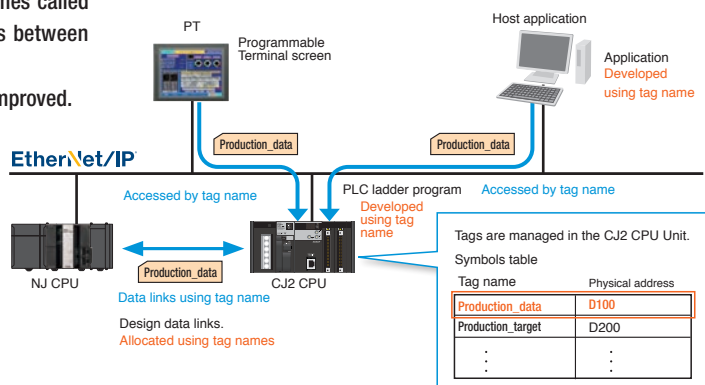 nes called
s between
mproved.
PT
Programmable
Terminal screen
Host application
Application
Developed
using tag name
Production_data
Production_data
EtherNet/IP
Accessed by tag name
PLC ladder program
Developed
using tag
name
Accessed by tag name
NJ CPU
Production_data
CJ2 CPU
Data links using tag name
Design data links.
Allocated using tag names
Tags are managed in the CJ2 CPU Unit.
Symbols table
Tag name Physical address
Production_data D100
Production_target D200